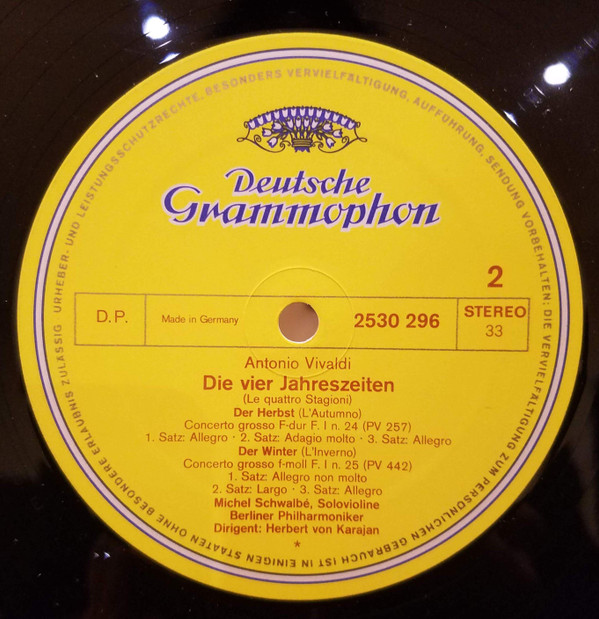 Deutsche
Grammophon
2
D.P.
Made in Germany
2530 296
STEREO
33
Antonio Vivaldi
Die vier Jahreszeiten
(Le quattro Stagioni)
Der Herbst (L'Autumno)
Concerto grosso F-dur F. I n. 24 (PV 257)
1. Satz: Allegro · 2. Satz: Adagio molto · 3. Satz: Allegro
Der Winter (L'Inverno)
Concerto grosso f-moll F. I n. 25 (PV 442)
1. Satz: Allegro non molto
2. Satz: Largo · 3. Satz: Allegro
Michel Schwalbé, Solovioline
Berliner Philharmoniker
Dirigent: Herbert von Karajan
*
URHEBER- UND LEISTUNGSSCHUTZRECHTE, BESONDERS VERVIELFÄLTIGUNG, AUFFÜHRUNG, SENDUNG VORBEHALTEN; DIE VERVIELFÄLTIGUNG ZUM PERSÖNLICHEN GEBRAUCH IST IN EINIGEN STAATEN OHNE BESONDERE ERLAUBNIS ZULÄSSIG